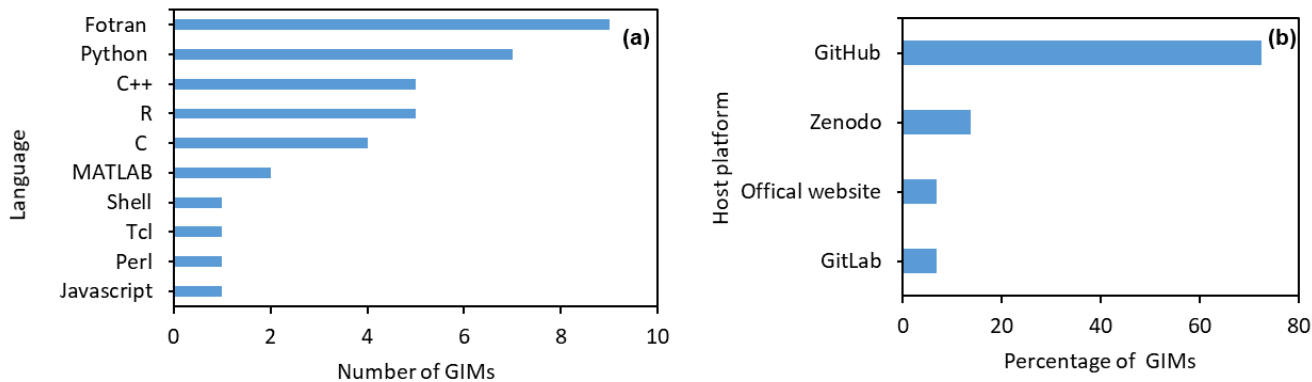 (a)
Language
Fotran
Python
C++
R
C
MATLAB
Shell
Tcl
Perl
Javascript
0 2 4 6 8 10
Number of GIMs
(b)
Host platform
GitHub
Zenodo
Offical website
GitLab
0 20 40 60 80
Percentage of GIMs